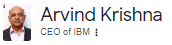 Arvind Krishna
CEO of IBM